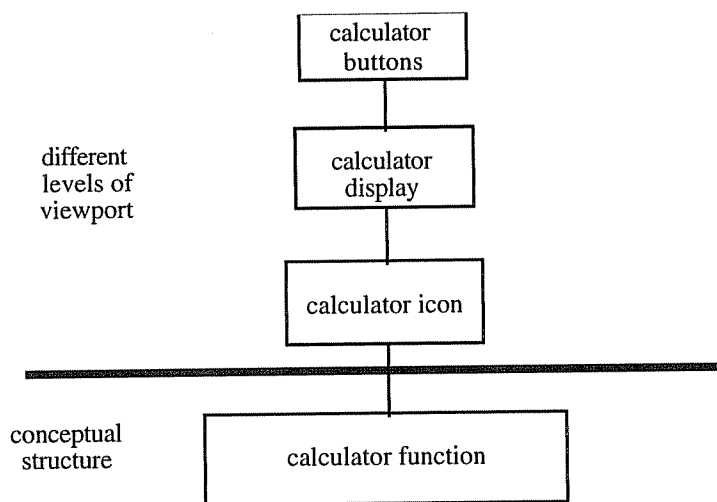 calculator
buttons
different
levels of
viewport
calculator
display
calculator icon
conceptual
structure
calculator function